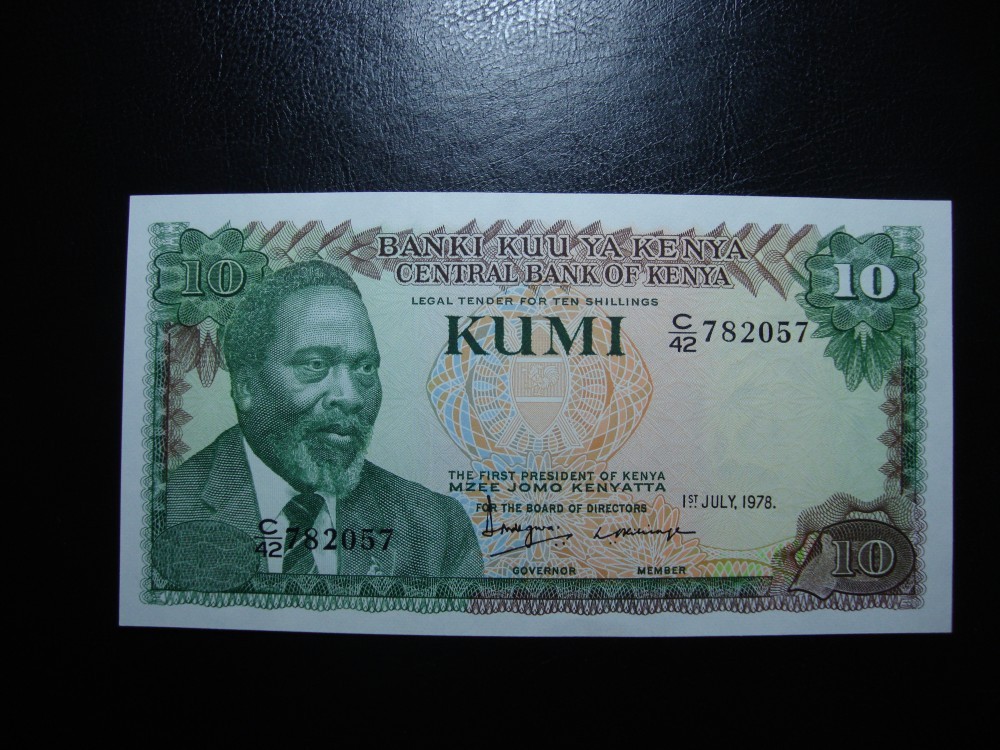 BANKI KUU YA KENYA
CENTRAL BANK OF KENYA
10
10
LEGAL TENDER FOR TEN SHILLINGS
KUMI
C/42 782057
THE FIRST PRESIDENT OF KENYA
MZEE JOMO KENYATTA
1ST JULY, 1978.
FOR THE BOARD OF DIRECTORS
C/42 782057
GOVERNOR MEMBER
10